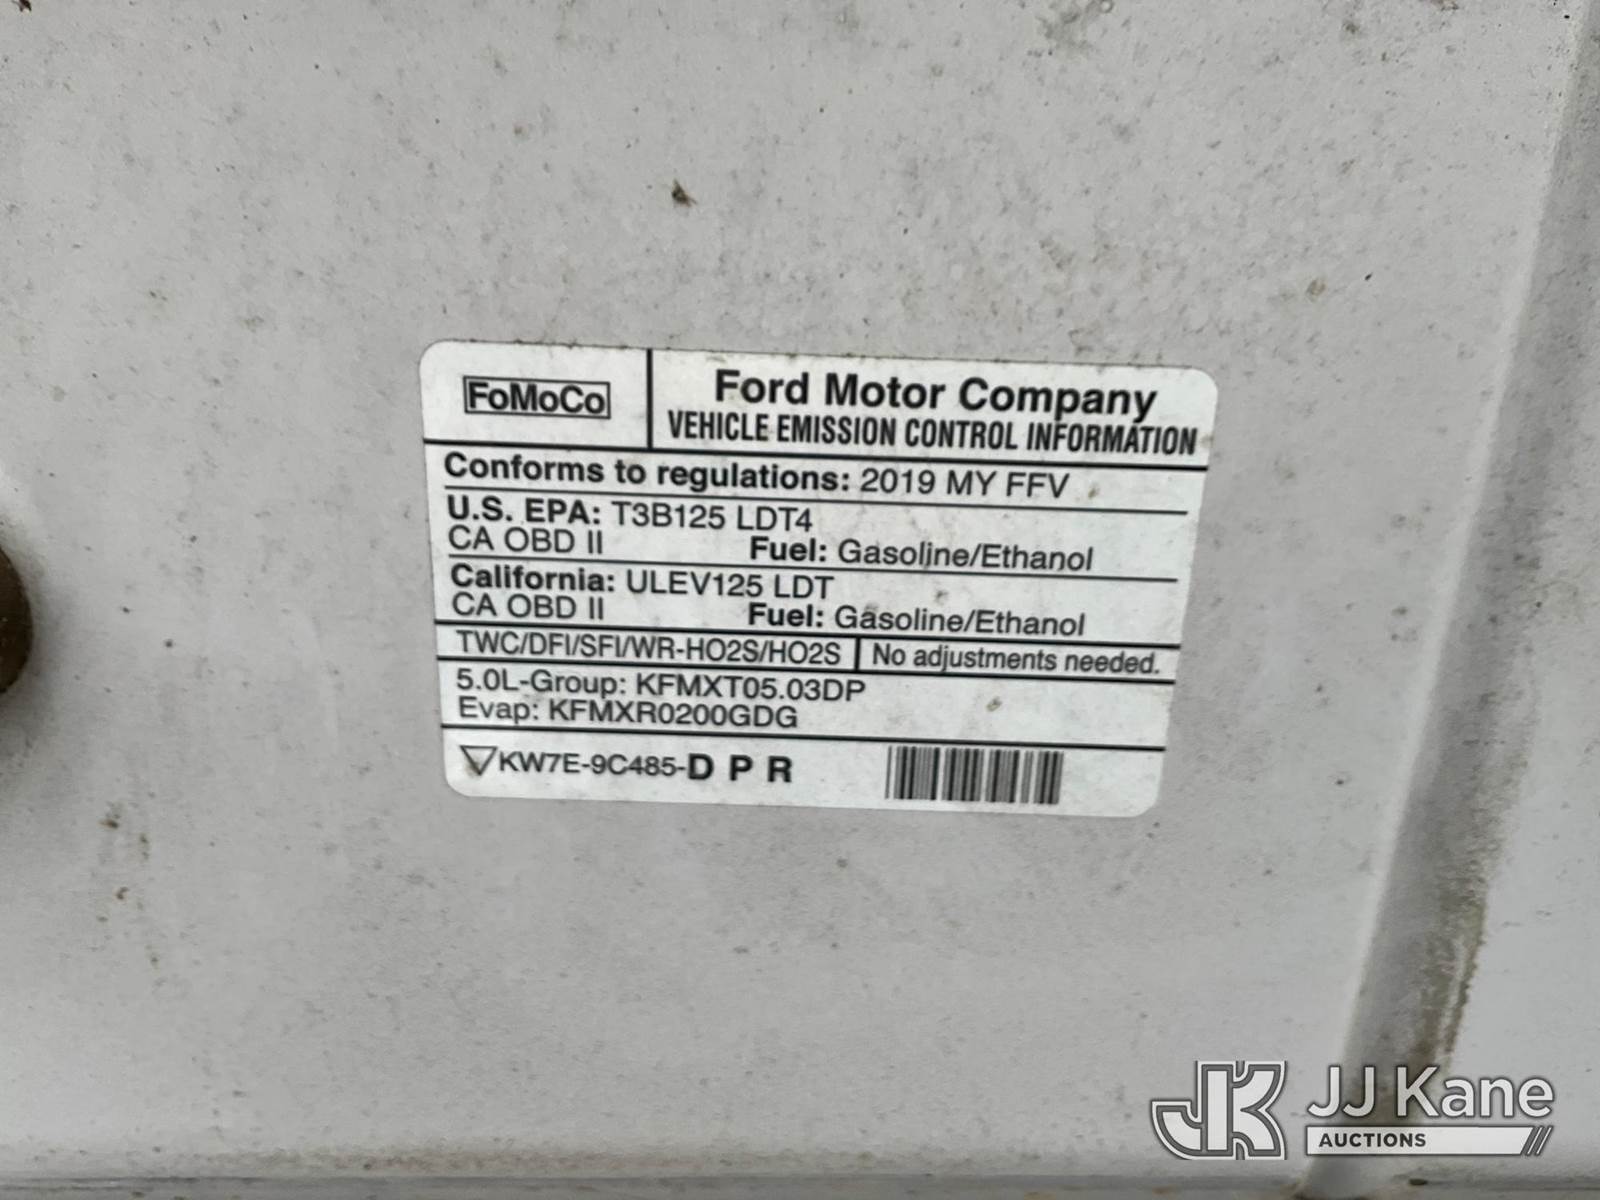 FoMoCo
Ford Motor Company
VEHICLE EMISSION CONTROL INFORMATION
Conforms to regulations: 2019 MY FFV
U.S. EPA: T3B125 LDT4
CA OBD II Fuel: Gasoline/Ethanol
California: ULEV125 LDT
CA OBD II Fuel: Gasoline/Ethanol
TWC/DFI/SFI/WR-HO2S/HO2S No adjustments needed.
5.0L-Group: KFMXT05.03DP
Evap: KFMXR0200GDG
KW7E-9C485-D P R
JK JJ Kane
AUCTIONS